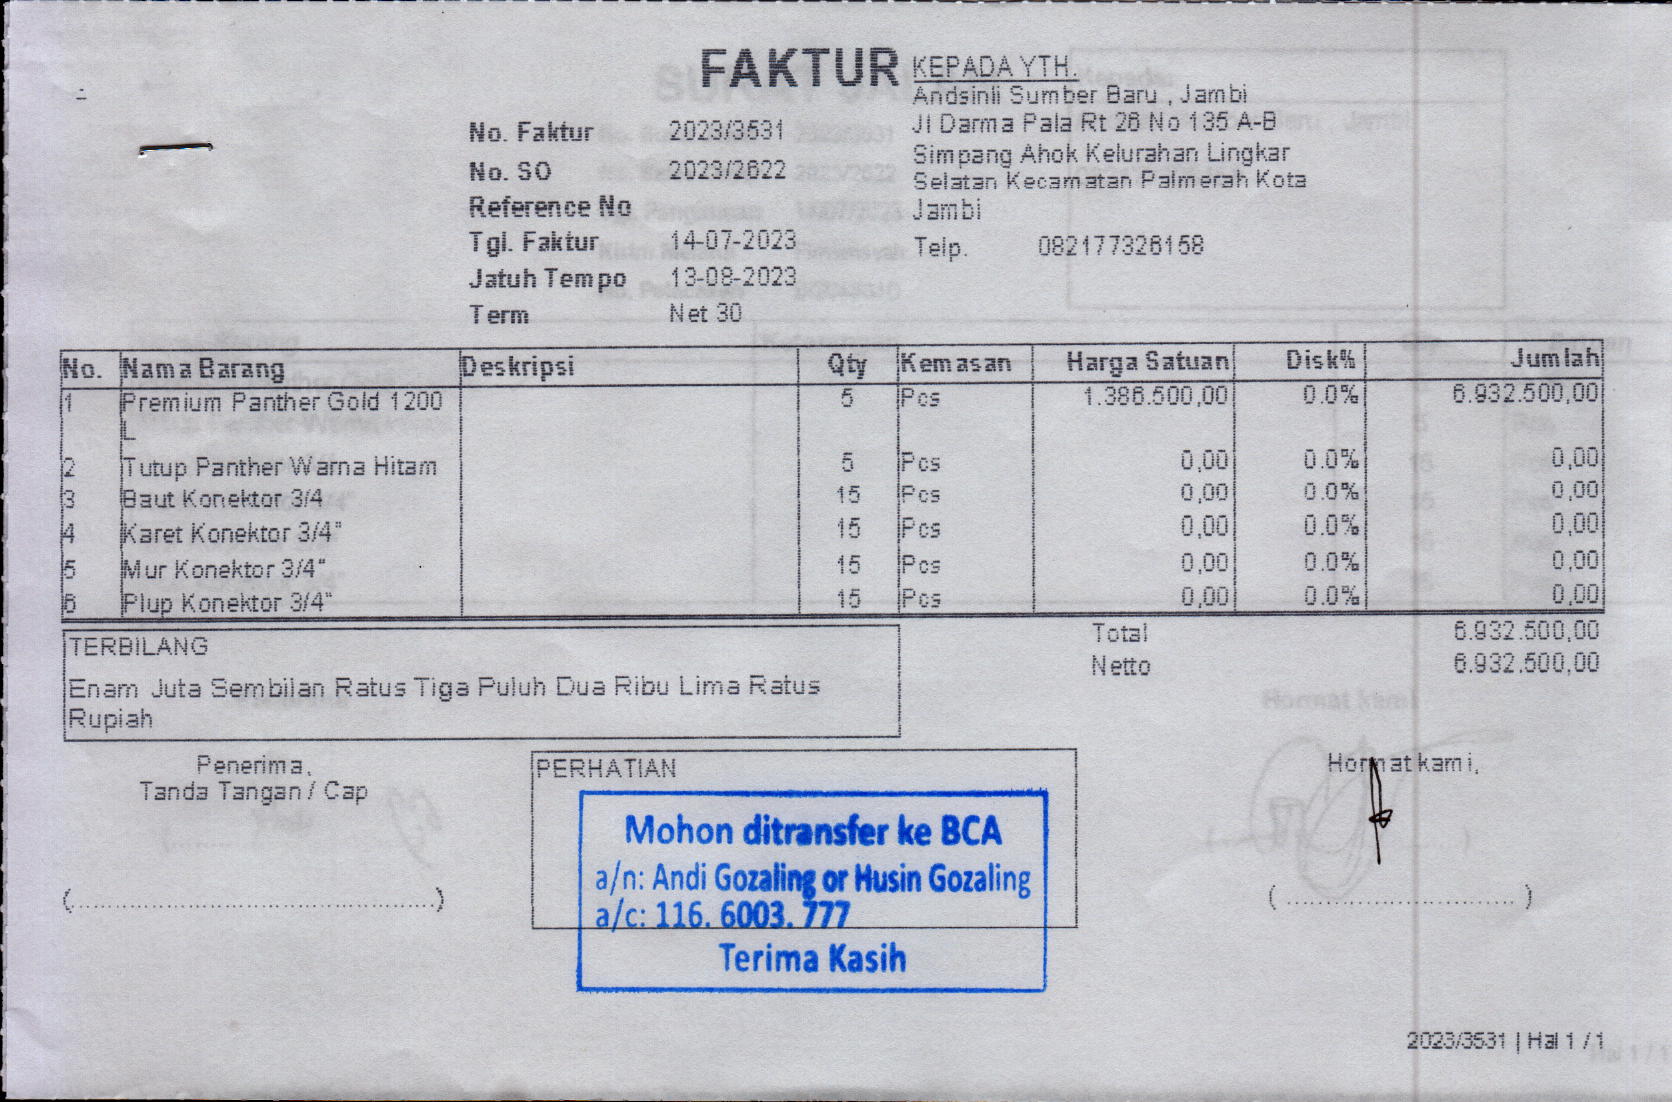 FAKTUR
No. Faktur 2023/3531
No. SO 2023/2622
Reference No
Tgl. Faktur 14-07-2023
Jatuh Tempo 13-08-2023
Term Net 30
KEPADA YTH.
Andsinli Sumber Baru , Jambi
Jl Darma Pala Rt 26 No 135 A-B
Simpang Ahok Kelurahan Lingkar
Selatan Kecamatan Palmerah Kota
Jambi
Telp. 082177326158
No. Nama Barang Deskripsi Qty Kemasan Harga Satuan Disk% Jumlah
1 Premium Panther Gold 1200 5 Pcs 1.386.500,00 0.0% 6.932.500,00
L
2 Tutup Panther Warna Hitam 5 Pcs 0,00 0.0% 0,00
3 Baut Konektor 3/4 15 Pcs 0,00 0.0% 0,00
4 Karet Konektor 3/4" 15 Pcs 0,00 0.0% 0,00
5 Mur Konektor 3/4" 15 Pcs 0,00 0.0% 0,00
6 Plup Konektor 3/4" 15 Pcs 0,00 0.0% 0,00
Total 6.932.500,00
Netto 6.932.500,00
TERBILANG
Enam Juta Sembilan Ratus Tiga Puluh Dua Ribu Lima Ratus
Rupiah
Penerima,
Tanda Tangan / Cap
(....................................)
PERHATIAN
Mohon ditransfer ke BCA
a/n: Andi Gozaling or Husin Gozaling
a/c: 116. 6003. 777
Terima Kasih
Hormat kami,
(............................)
2023/3531 | Hal 1 / 1